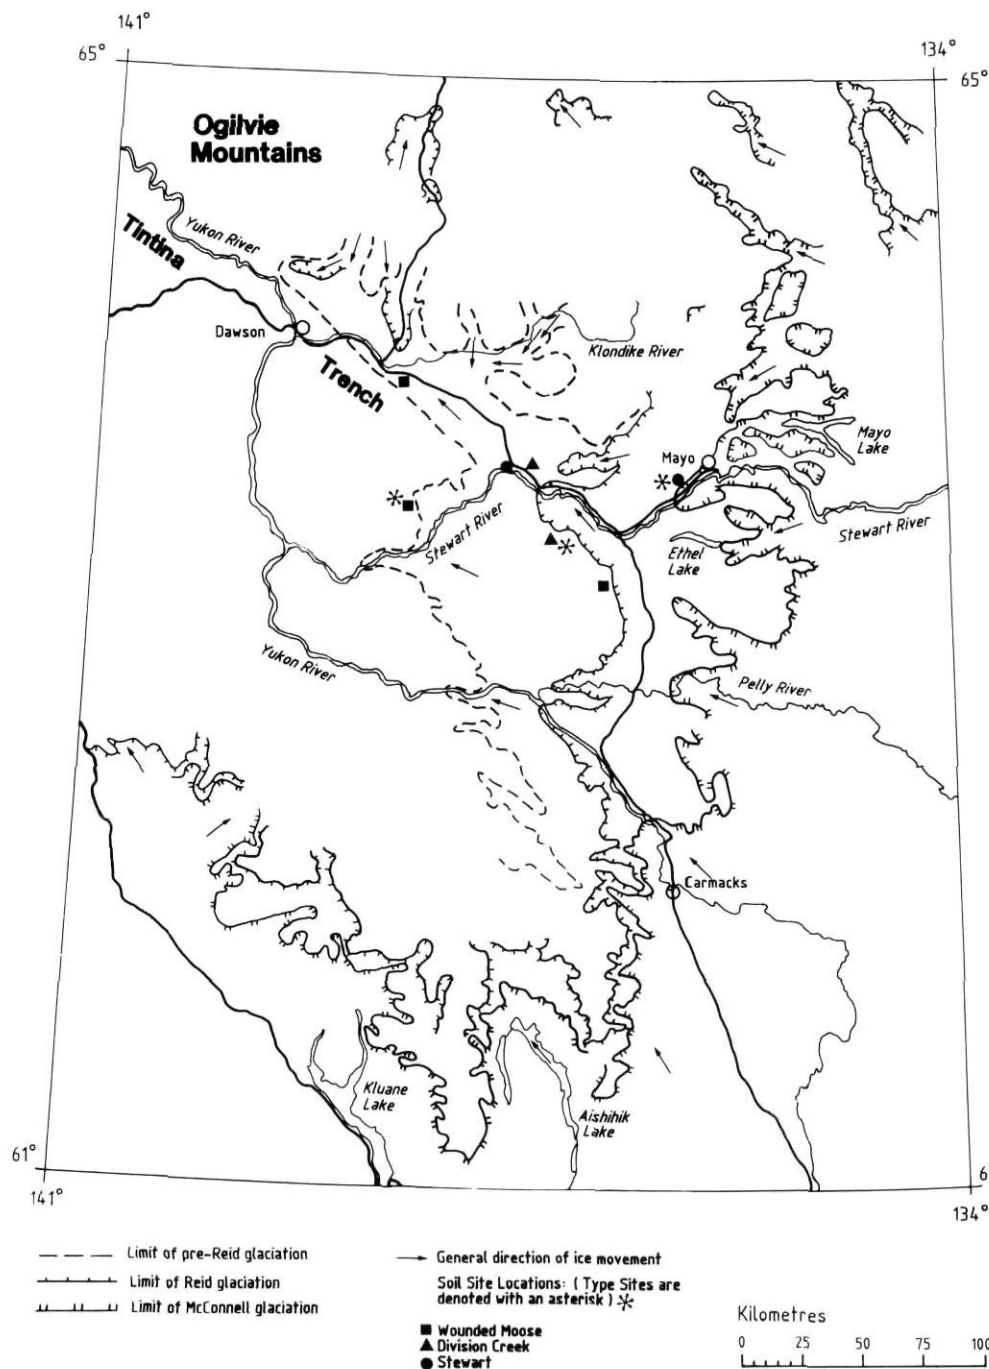 141°
65°
134°
65°
Ogilvie
Mountains
Yukon River
Tintina
Dawson
Klondike River
Trench
Mayo
Lake
Mayo
Stewart River
Stewart River
Ethel
Lake
Yukon River
Pelly River
Carmacks
Kluane
Lake
Aishihik
Lake
61°
6
141°
134°
Limit of pre-Reid glaciation
General direction of ice movement
Limit of Reid glaciation
Soil Site Locations: ( Type Sites are
denoted with an asterisk ) *
Limit of McConnell glaciation
Kilometres
Wounded Moose
Division Creek
Stewart
0 25 50 75 100